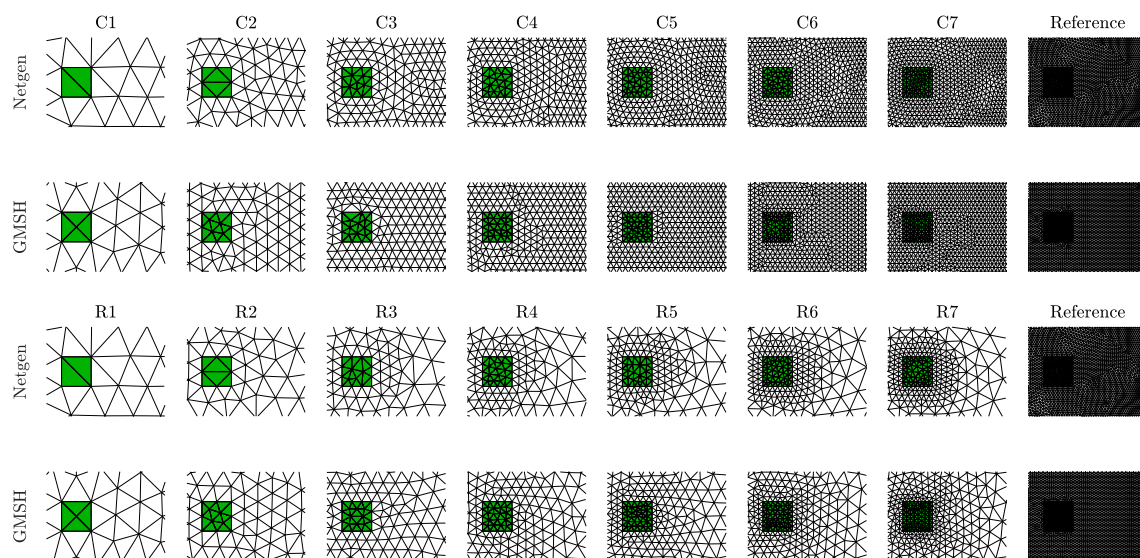 C1 C2 C3 C4 C5 C6 C7 Reference
Netgen
GMSH
R1 R2 R3 R4 R5 R6 R7 Reference
Netgen
GMSH